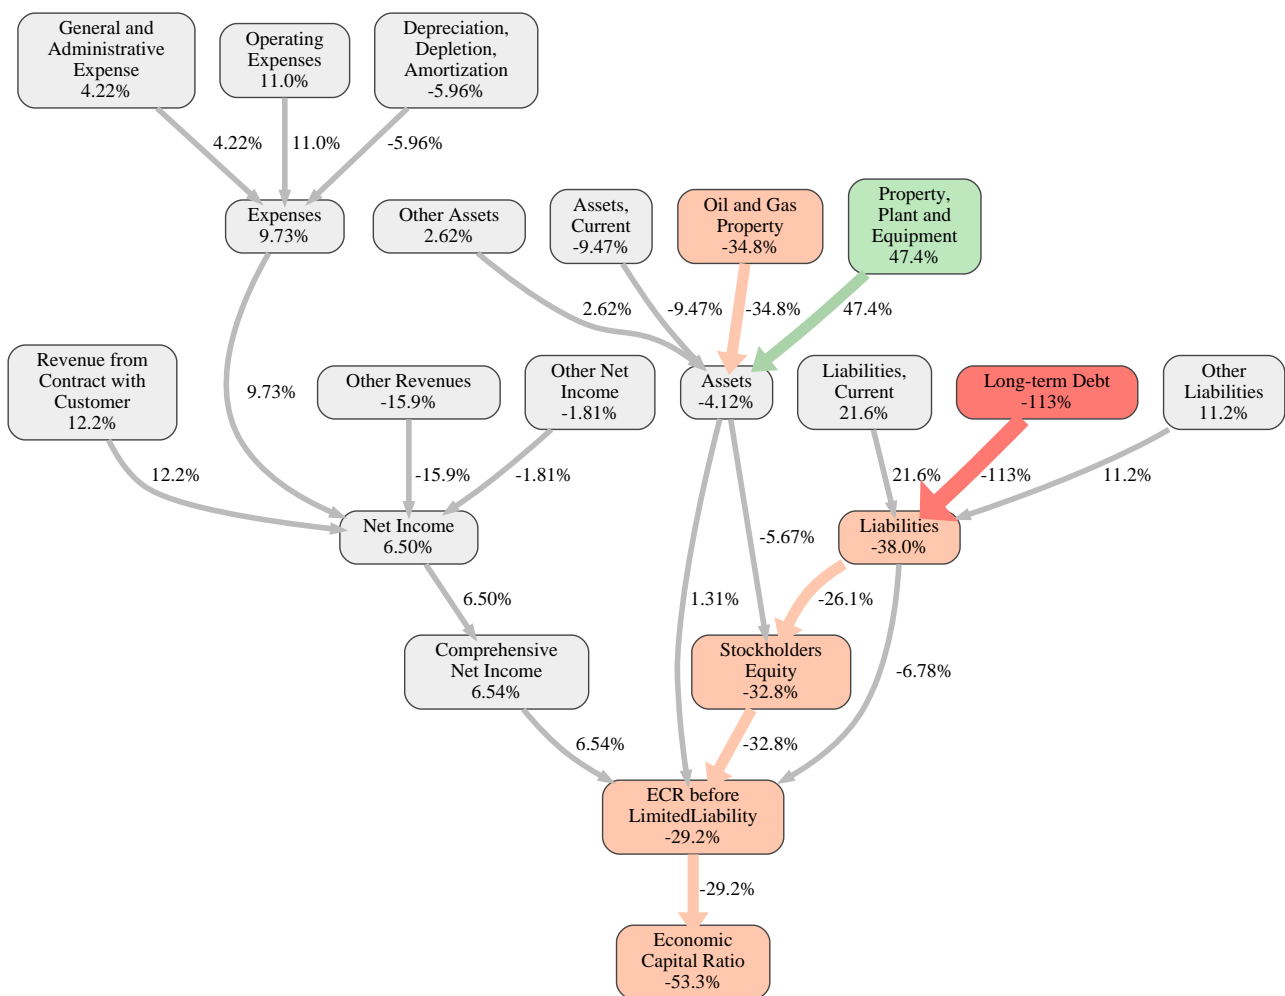 General and
Administrative
Expense
4.22%
Operating
Expenses
11.0%
Depreciation,
Depletion,
Amortization
-5.96%
4.22%
11.0%
-5.96%
Expenses
9.73%
Other Assets
2.62%
Assets,
Current
-9.47%
Oil and Gas
Property
-34.8%
Property,
Plant and
Equipment
47.4%
2.62%
-9.47%
-34.8%
47.4%
Revenue from
Contract with
Customer
12.2%
9.73%
Other Revenues
-15.9%
Other Net
Income
-1.81%
Assets
-4.12%
Liabilities,
Current
21.6%
Long-term Debt
-113%
Other
Liabilities
11.2%
12.2%
-15.9%
-1.81%
21.6%
-113%
11.2%
Net Income
6.50%
-5.67%
Liabilities
-38.0%
6.50%
1.31%
-26.1%
Comprehensive
Net Income
6.54%
Stockholders
Equity
-32.8%
-6.78%
6.54%
-32.8%
ECR before
LimitedLiability
-29.2%
-29.2%
Economic
Capital Ratio
-53.3%